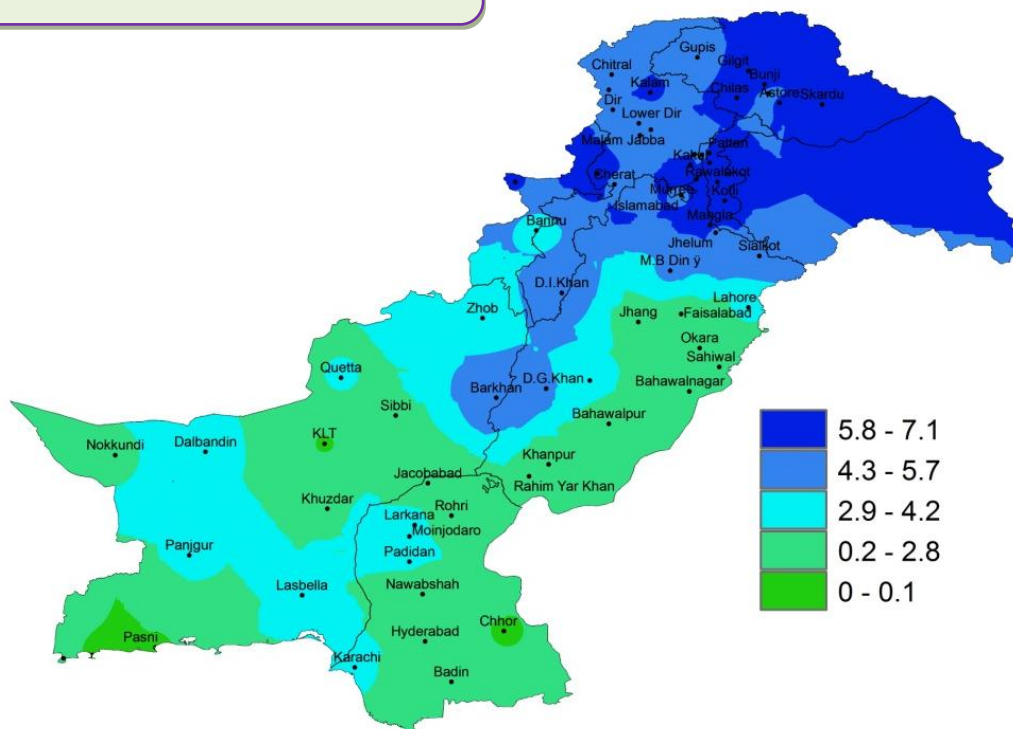 Gupis
Gilgit
Chitral
Bunji
Kalam
Chilas
Astore
Skardu
Dir
Lower Dir
Malam Jabba
Pattan
Kakul
Cherat
Rawalakot
Murree
Kotli
Islamabad
Mangla
Bannu
Jhelum
Sialkot
M.B Din ÿ
D.I.Khan
Lahore
Zhob
Jhang
Faisalabad
Okara
Sahiwal
Quetta
D.G.Khan
Bahawalnagar
Barkhan
Sibbi
Bahawalpur
KLT
Nokkundi
Dalbandin
Khanpur
Jacobabad
Rahim Yar Khan
Khuzdar
Rohri
Larkana
Moinjodaro
Panjgur
Padidan
Lasbella
Nawabshah
Chhor
Pasni
Hyderabad
Karachi
Badin
5.8 - 7.1
4.3 - 5.7
2.9 - 4.2
0.2 - 2.8
0 - 0.1